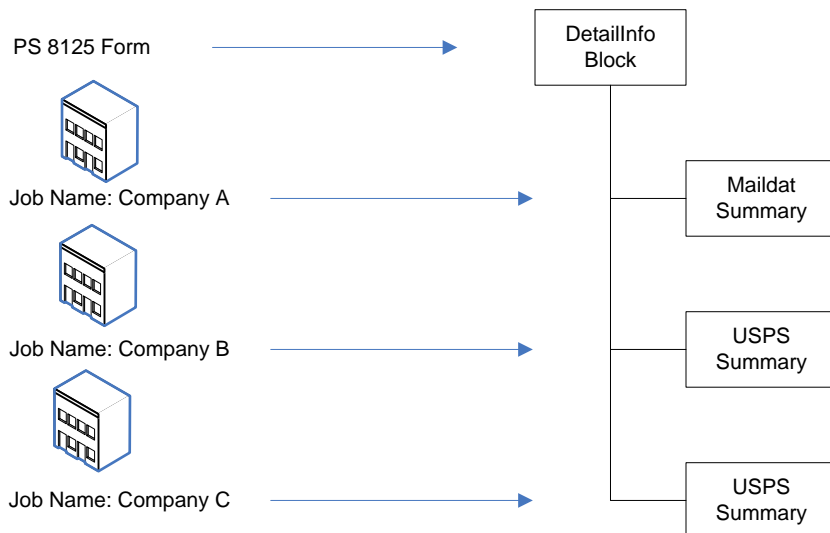 PS 8125 Form
DetailInfo
Block
Job Name: Company A
Maildat
Summary
Job Name: Company B
USPS
Summary
Job Name: Company C
USPS
Summary